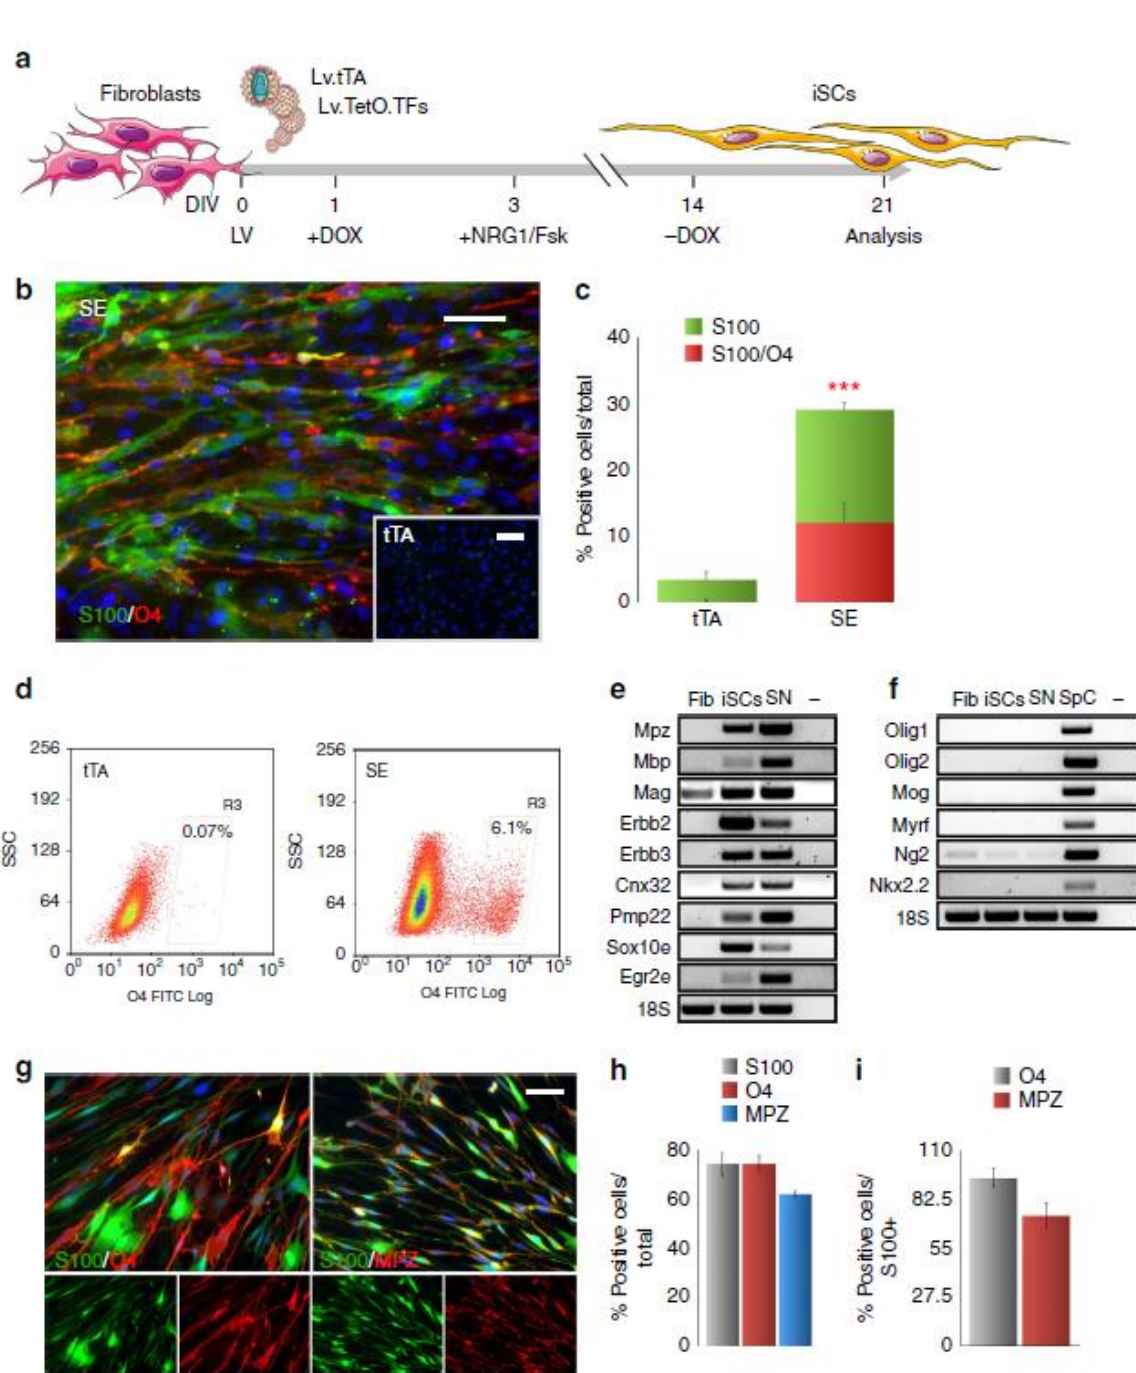 a
Fibroblasts
Lv.tTA
Lv.TetO.TFs
iSCs
DIV 0 1 3 14 21
LV +DOX +NRG1/Fsk –DOX Analysis
b
SE
tTA
S100/O4
c
S100
S100/O4
% Positive cells/total
40
30
20
10
0
***
tTA SE
d
256
192
128
64
0
SSC
tTA
R3
0.07%
10⁰ 10¹ 10² 10³ 10⁴ 10⁵
O4 FITC Log
256
192
128
64
0
SSC
SE
R3
6.1%
10⁰ 10¹ 10² 10³ 10⁴ 10⁵
O4 FITC Log
e
Fib iSCs SN –
Mpz
Mbp
Mag
Erbb2
Erbb3
Cnx32
Pmp22
Sox10e
Egr2e
18S
f
Fib iSCs SN SpC –
Olig1
Olig2
Mog
Myrf
Ng2
Nkx2.2
18S
g
S100/O4
S100/MPZ
h
S100
O4
MPZ
% Positive cells/
total
80
60
40
20
0
i
O4
MPZ
% Positive cells/
S100+
110
82.5
55
27.5
0